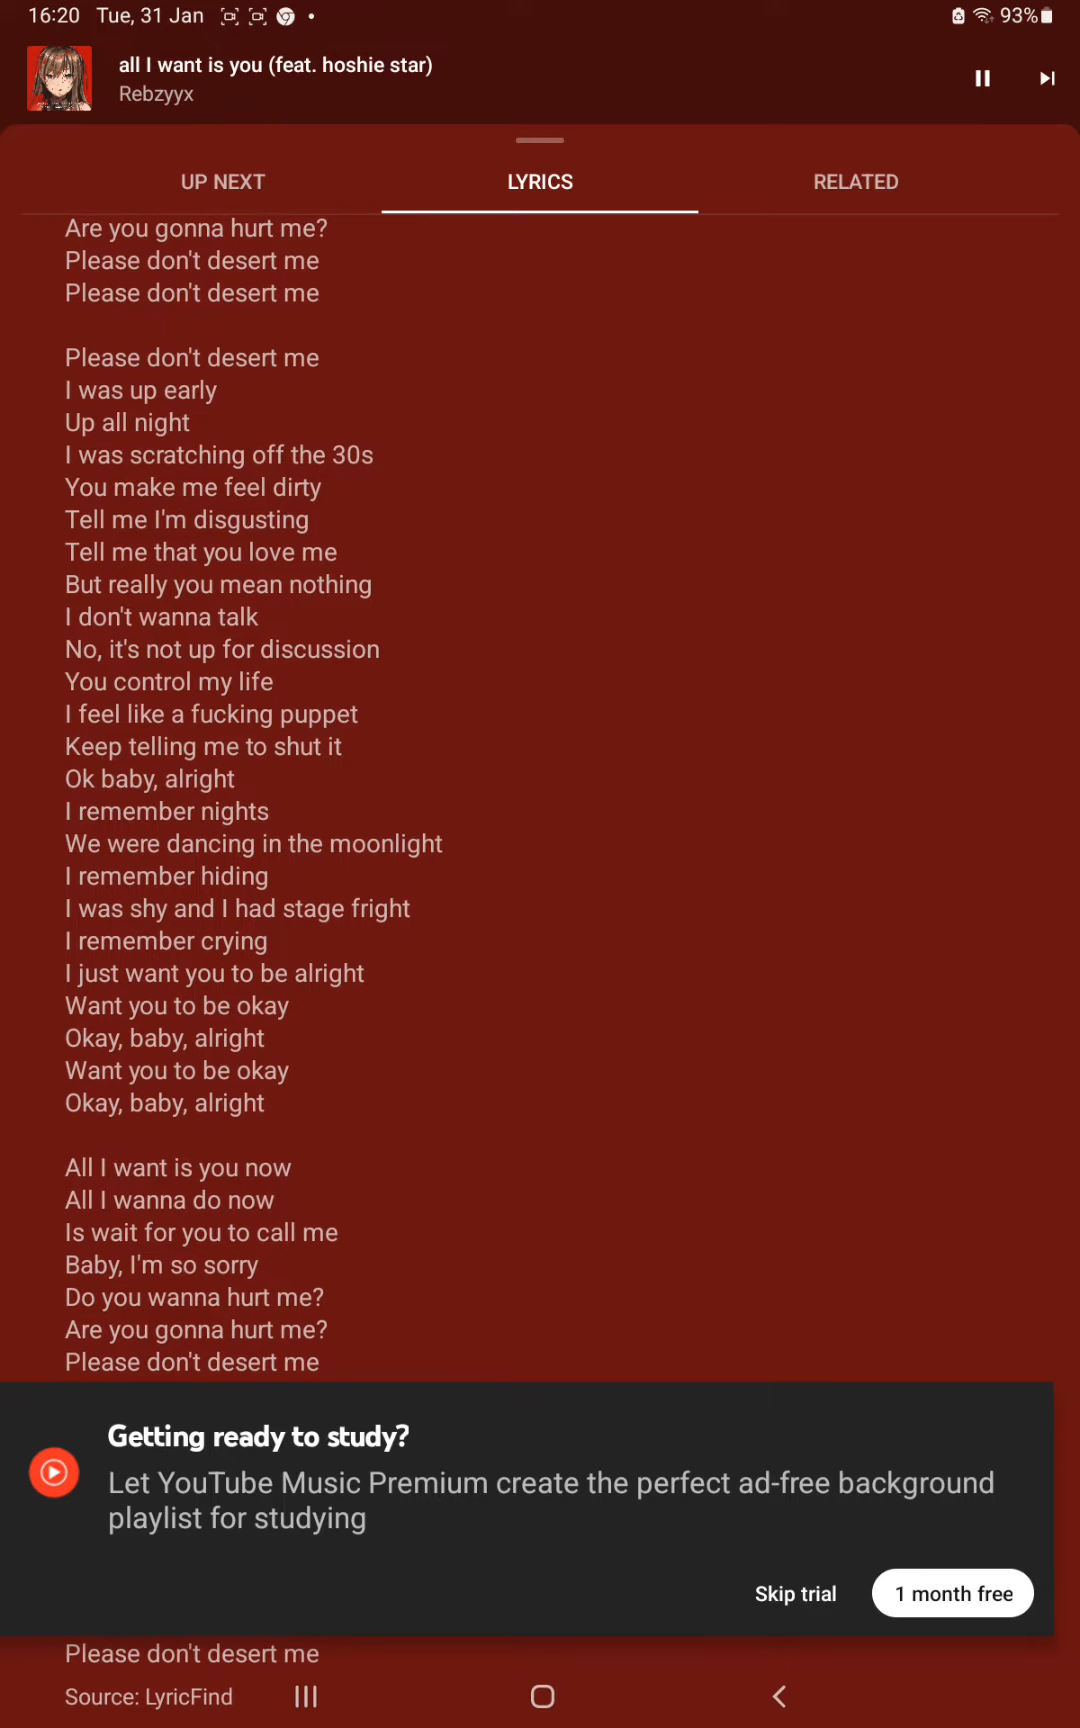 16:20 Tue, 31 Jan 93%
all I want is you (feat. hoshie star)
Rebzyyx
UP NEXT LYRICS RELATED
Are you gonna hurt me?
Please don't desert me
Please don't desert me
Please don't desert me
I was up early
Up all night
I was scratching off the 30s
You make me feel dirty
Tell me I'm disgusting
Tell me that you love me
But really you mean nothing
I don't wanna talk
No, it's not up for discussion
You control my life
I feel like a fucking puppet
Keep telling me to shut it
Ok baby, alright
I remember nights
We were dancing in the moonlight
I remember hiding
I was shy and I had stage fright
I remember crying
I just want you to be alright
Want you to be okay
Okay, baby, alright
Want you to be okay
Okay, baby, alright
All I want is you now
All I wanna do now
Is wait for you to call me
Baby, I'm so sorry
Do you wanna hurt me?
Are you gonna hurt me?
Please don't desert me
Getting ready to study?
Let YouTube Music Premium create the perfect ad-free background
playlist for studying
Skip trial 1 month free
Please don't desert me
Source: LyricFind